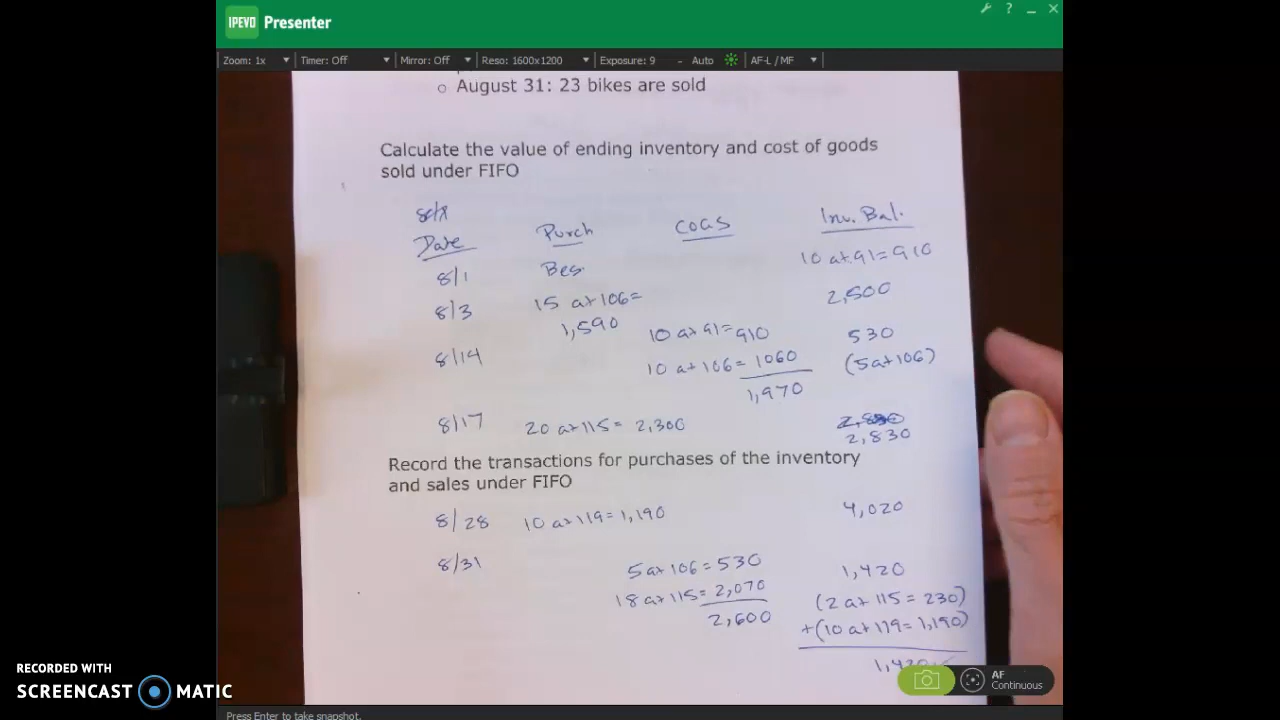 IPEVO Presenter
Zoom: 1x Timer: Off Mirror: Off Reso: 1600x1200 Exposure: 9 - Auto AF-L / MF
o August 31: 23 bikes are sold
Calculate the value of ending inventory and cost of goods
sold under FIFO
Date Purch COGS Inv. Bal.
8/1 Beg. 10 at 91 = 910
8/3 15 at 106 = 2,500
1,590
8/14 10 at 91 = 910 530
10 at 106 = 1060 (5 at 106)
1,970
8/17 20 at 115 = 2,300
2,830
Record the transactions for purchases of the inventory
and sales under FIFO
8/28 10 at 119 = 1,190 4,020
8/31 5 at 106 = 530 1,420
18 at 115 = 2,070 (2 at 115 = 230)
2,600 +(10 at 119 = 1,190)
1,420
AF
Continuous
RECORDED WITH
SCREENCAST MATIC
Press Enter to take snapshot.